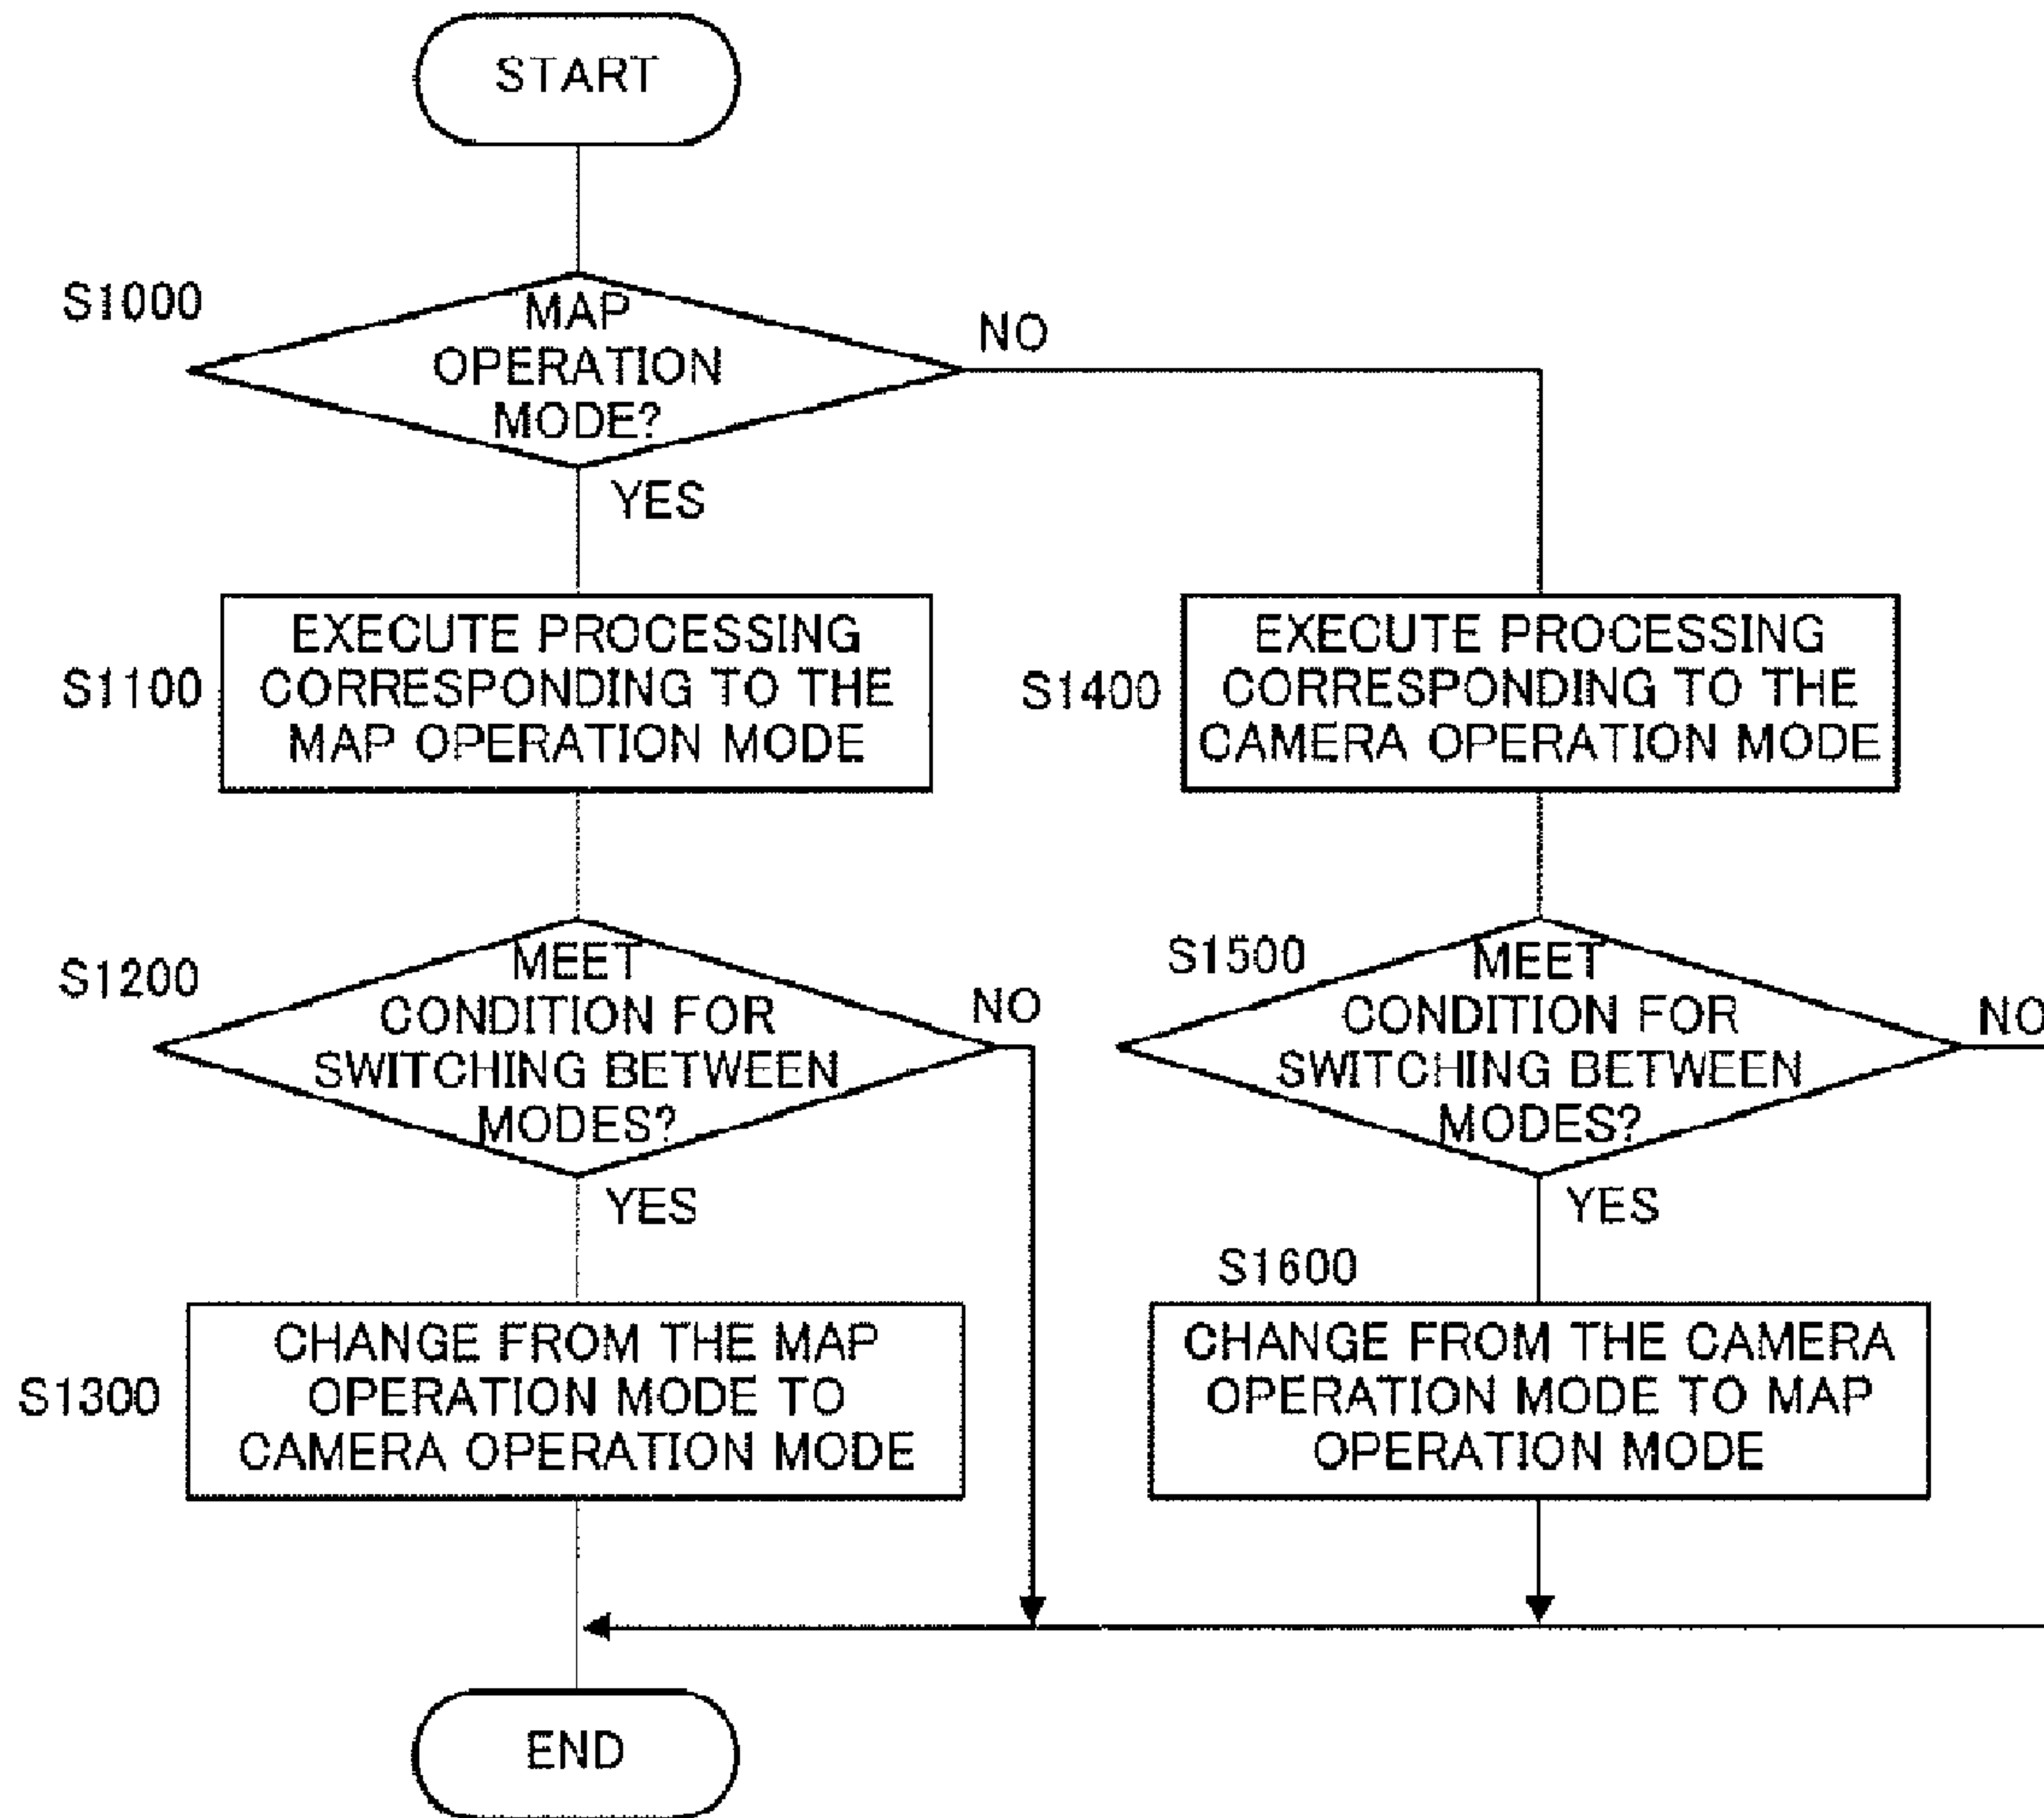 START
S1000
MAP
OPERATION
MODE?
NO
YES
S1100
EXECUTE PROCESSING
CORRESPONDING TO THE
MAP OPERATION MODE
S1400
EXECUTE PROCESSING
CORRESPONDING TO THE
CAMERA OPERATION MODE
S1200
MEET
CONDITION FOR
SWITCHING BETWEEN
MODES?
NO
YES
S1500
MEET
CONDITION FOR
SWITCHING BETWEEN
MODES?
NO
YES
S1300
CHANGE FROM THE MAP
OPERATION MODE TO
CAMERA OPERATION MODE
S1600
CHANGE FROM THE CAMERA
OPERATION MODE TO MAP
OPERATION MODE
END